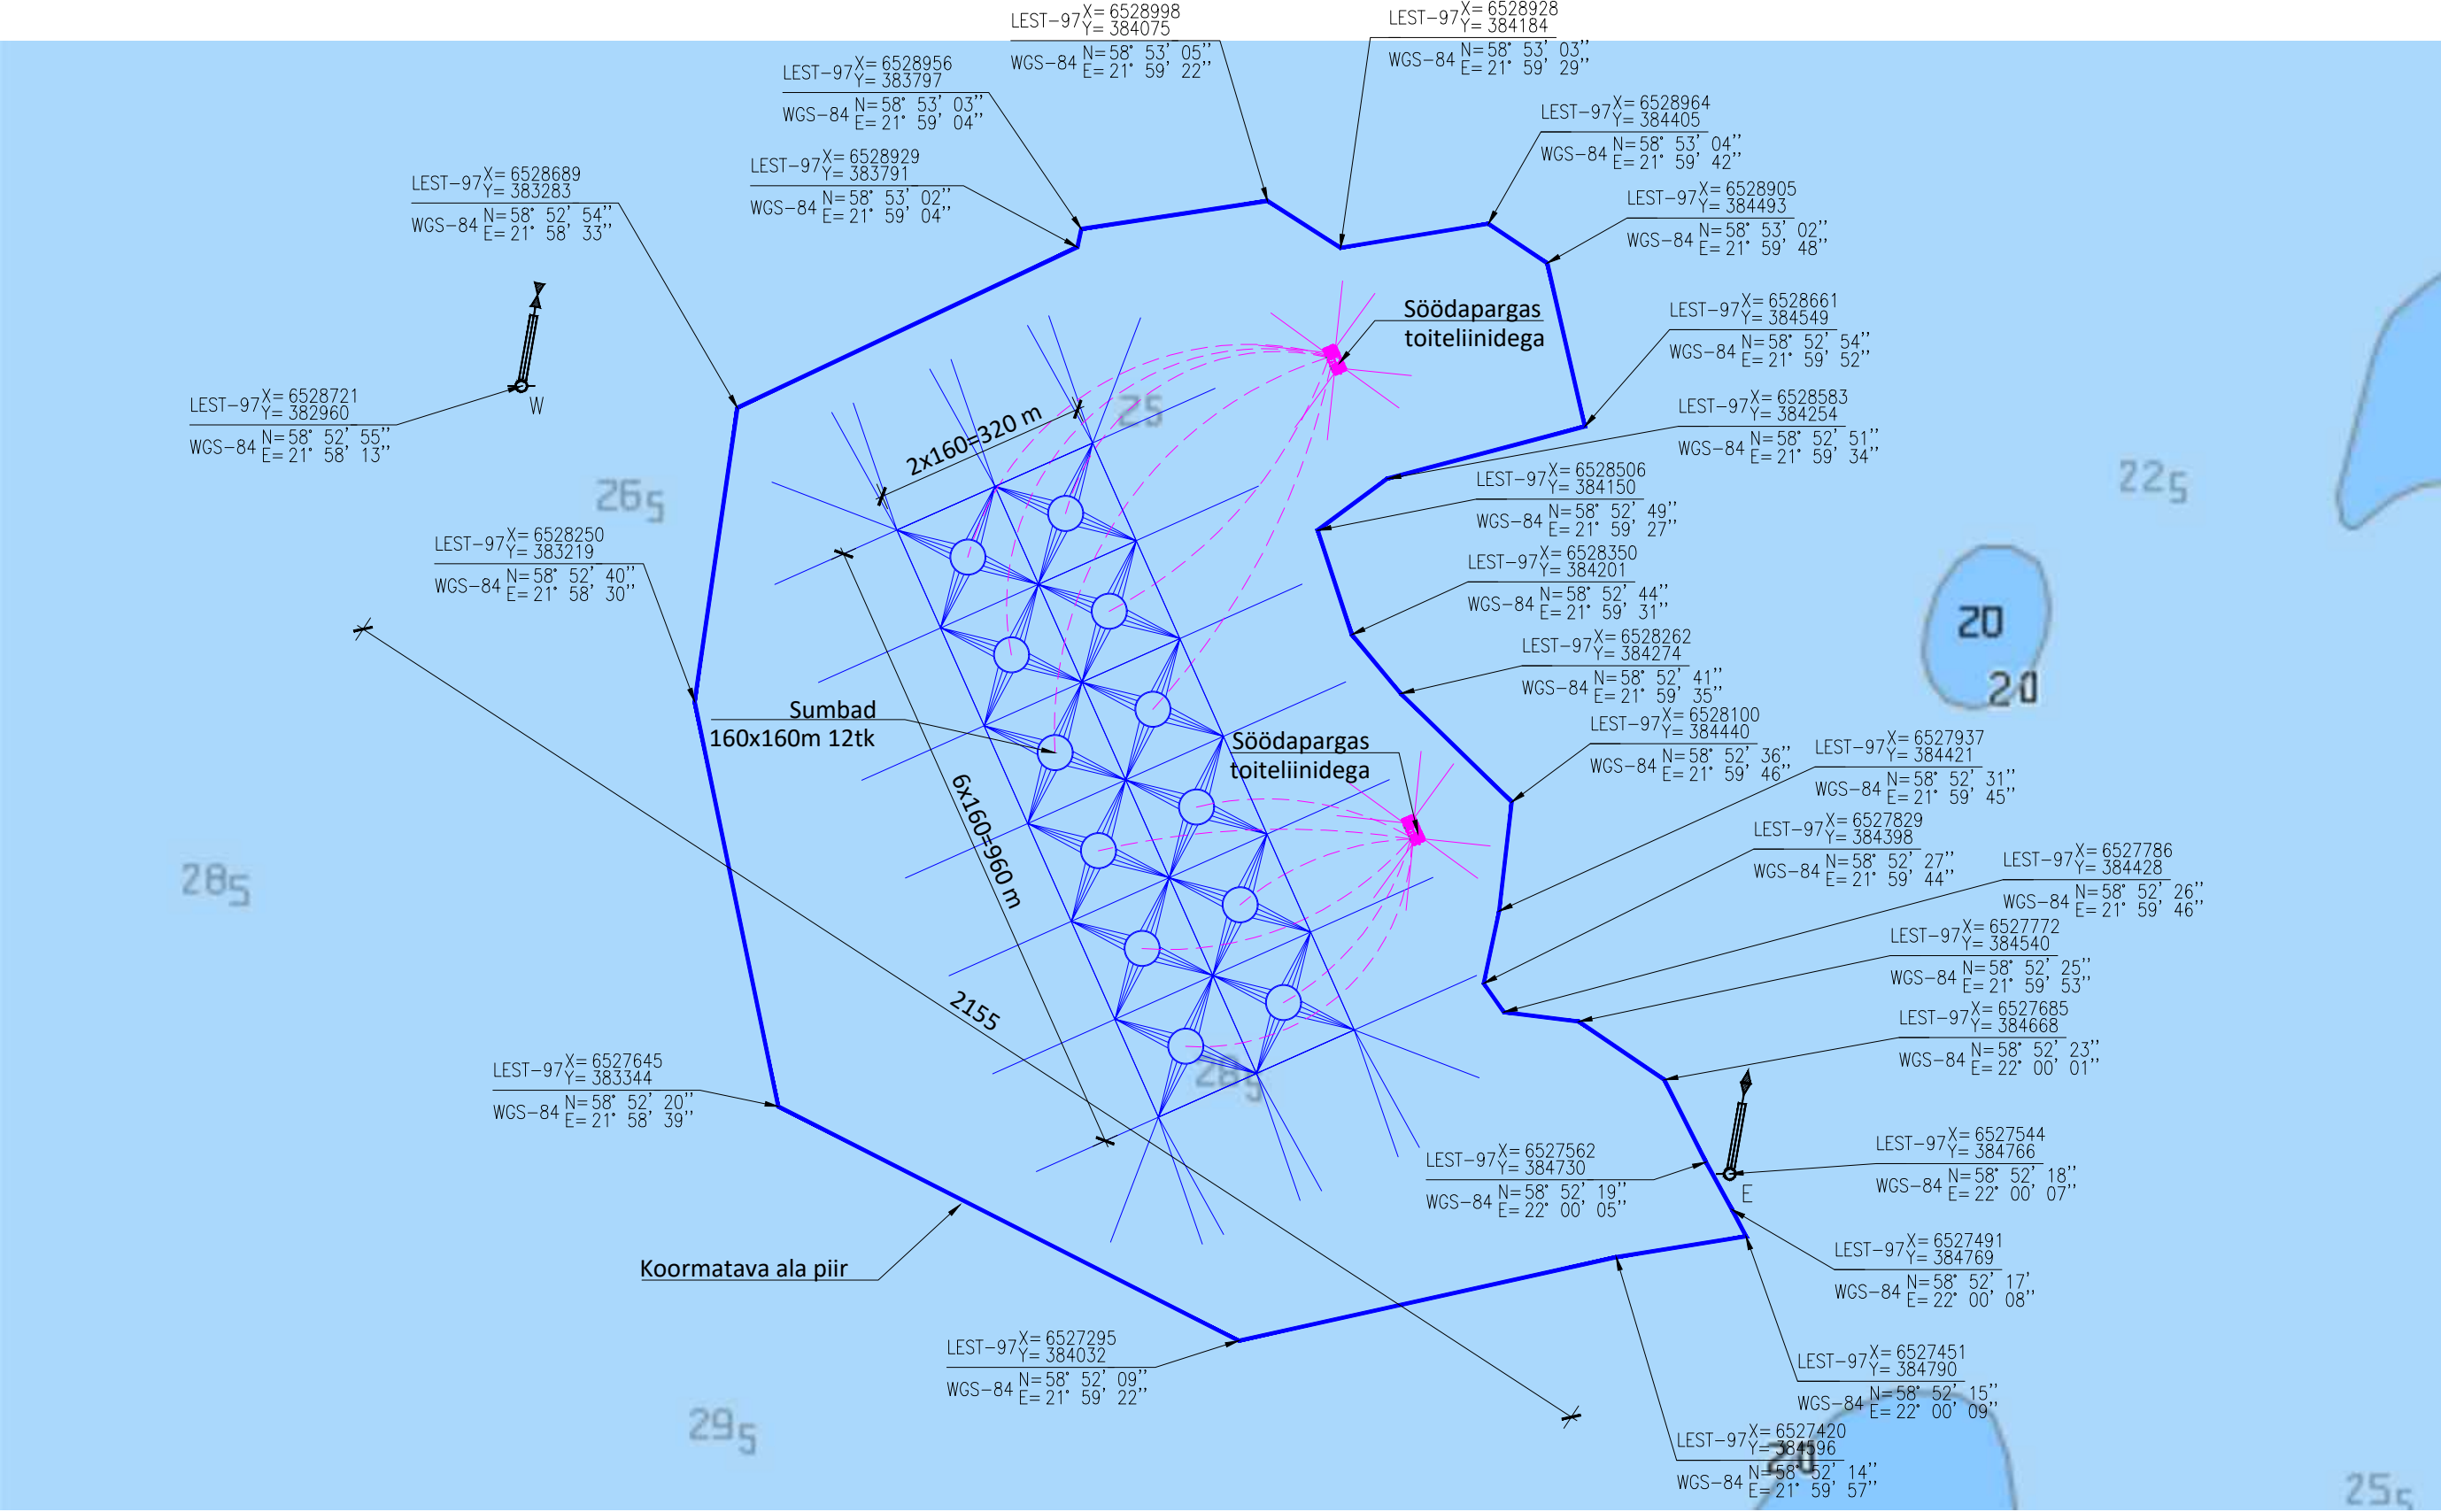 LEST-97 X= 6528998
Y= 384075
WGS-84 N= 58° 53' 05''
E= 21° 59' 22''
LEST-97 X= 6528928
Y= 384184
WGS-84 N= 58° 53' 03''
E= 21° 59' 29''
LEST-97 X= 6528956
Y= 383797
WGS-84 N= 58° 53' 03''
E= 21° 59' 04''
LEST-97 X= 6528964
Y= 384405
WGS-84 N= 58° 53' 04''
E= 21° 59' 42''
LEST-97 X= 6528929
Y= 383791
WGS-84 N= 58° 53' 02''
E= 21° 59' 04''
LEST-97 X= 6528689
Y= 383283
WGS-84 N= 58° 52' 54''
E= 21° 58' 33''
LEST-97 X= 6528905
Y= 384493
WGS-84 N= 58° 53' 02''
E= 21° 59' 48''
Söödapargas
toiteliinidega
LEST-97 X= 6528661
Y= 384549
WGS-84 N= 58° 52' 54''
E= 21° 59' 52''
LEST-97 X= 6528721
Y= 382960
WGS-84 N= 58° 52' 55''
E= 21° 58' 13''
W
25
2x160=320 m
LEST-97 X= 6528583
Y= 384254
WGS-84 N= 58° 52' 51''
E= 21° 59' 34''
26 5
LEST-97 X= 6528506
Y= 384150
WGS-84 N= 58° 52' 49''
E= 21° 59' 27''
22 5
LEST-97 X= 6528250
Y= 383219
WGS-84 N= 58° 52' 40''
E= 21° 58' 30''
LEST-97 X= 6528350
Y= 384201
WGS-84 N= 58° 52' 44''
E= 21° 59' 31''
20
20
LEST-97 X= 6528262
Y= 384274
WGS-84 N= 58° 52' 41''
E= 21° 59' 35''
Sumbad
160x160m 12tk
LEST-97 X= 6528100
Y= 384440
WGS-84 N= 58° 52' 36''
E= 21° 59' 46''
Söödapargas
toiteliinidega
LEST-97 X= 6527937
Y= 384421
WGS-84 N= 58° 52' 31''
E= 21° 59' 45''
6x160=960 m
LEST-97 X= 6527829
Y= 384398
WGS-84 N= 58° 52' 27''
E= 21° 59' 44''
28 5
LEST-97 X= 6527786
Y= 384428
WGS-84 N= 58° 52' 26''
E= 21° 59' 46''
LEST-97 X= 6527772
Y= 384540
WGS-84 N= 58° 52' 25''
E= 21° 59' 53''
2155
LEST-97 X= 6527685
Y= 384668
WGS-84 N= 58° 52' 23''
E= 22° 00' 01''
LEST-97 X= 6527645
Y= 383344
WGS-84 N= 58° 52' 20''
E= 21° 58' 39''
28 5
LEST-97 X= 6527562
Y= 384730
WGS-84 N= 58° 52' 19''
E= 22° 00' 05''
LEST-97 X= 6527544
Y= 384766
WGS-84 N= 58° 52' 18''
E= 22° 00' 07''
E
LEST-97 X= 6527491
Y= 384769
WGS-84 N= 58° 52' 17'
E= 22° 00' 08''
Koormatava ala piir
LEST-97 X= 6527295
Y= 384032
WGS-84 N= 58° 52' 09''
E= 21° 59' 22''
LEST-97 X= 6527451
Y= 384790
WGS-84 N= 58° 52' 15''
E= 22° 00' 09''
29 5
LEST-97 X= 6527420
Y= 384596
WGS-84 N= 58° 52' 14''
E= 21° 59' 57''
20
25 5